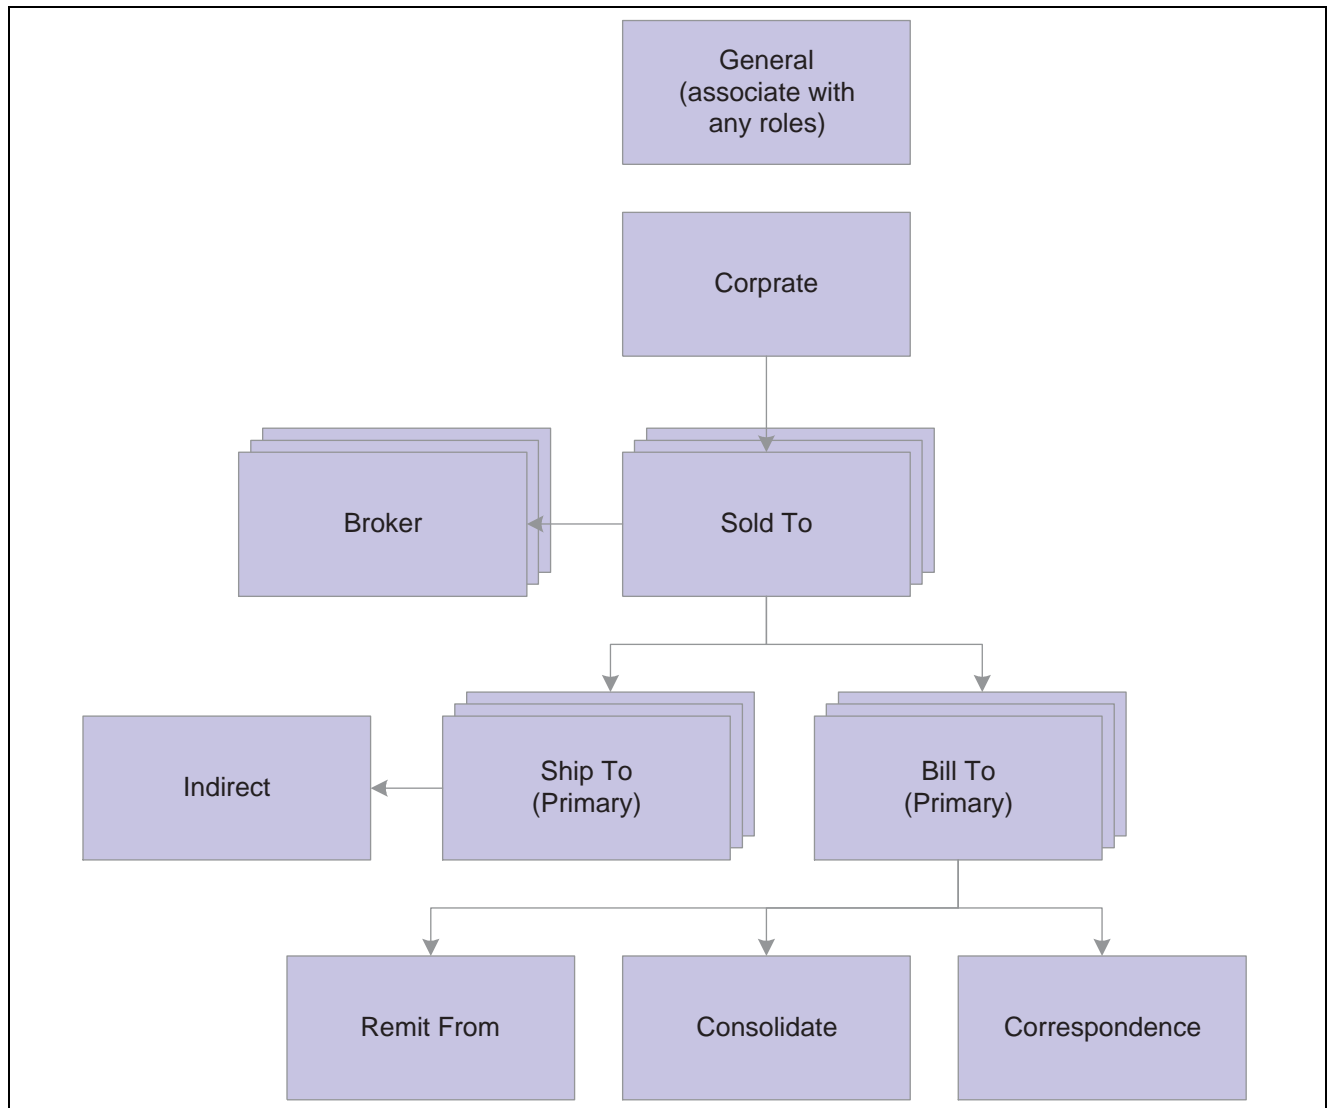 General
(associate with
any roles)
Corprate
Broker
Sold To
Indirect
Ship To
(Primary)
Bill To
(Primary)
Remit From
Consolidate
Correspondence